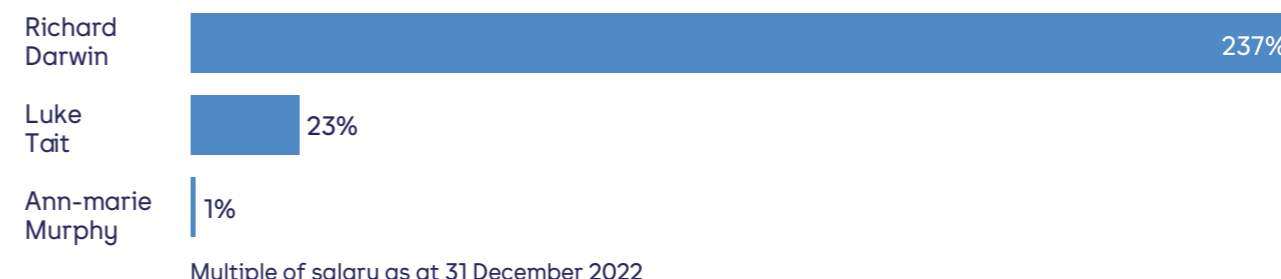 Richard
Darwin
237%
Luke
Tait
23%
Ann-marie
Murphy
1%
Multiple of salary as at 31 December 2022